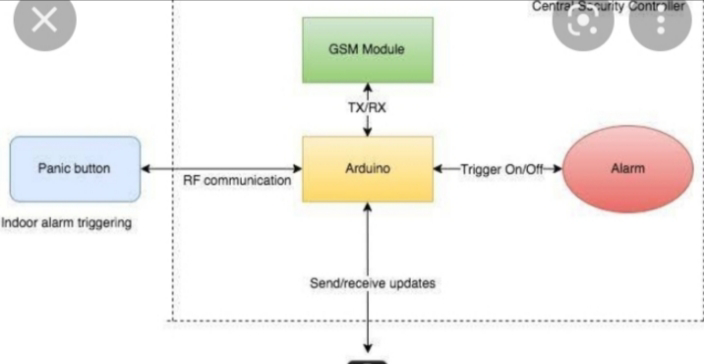 Central Security Controller
GSM Module
TX/RX
Panic button
RF communication
Arduino
Trigger On/Off
Alarm
Indoor alarm triggering
Send/receive updates